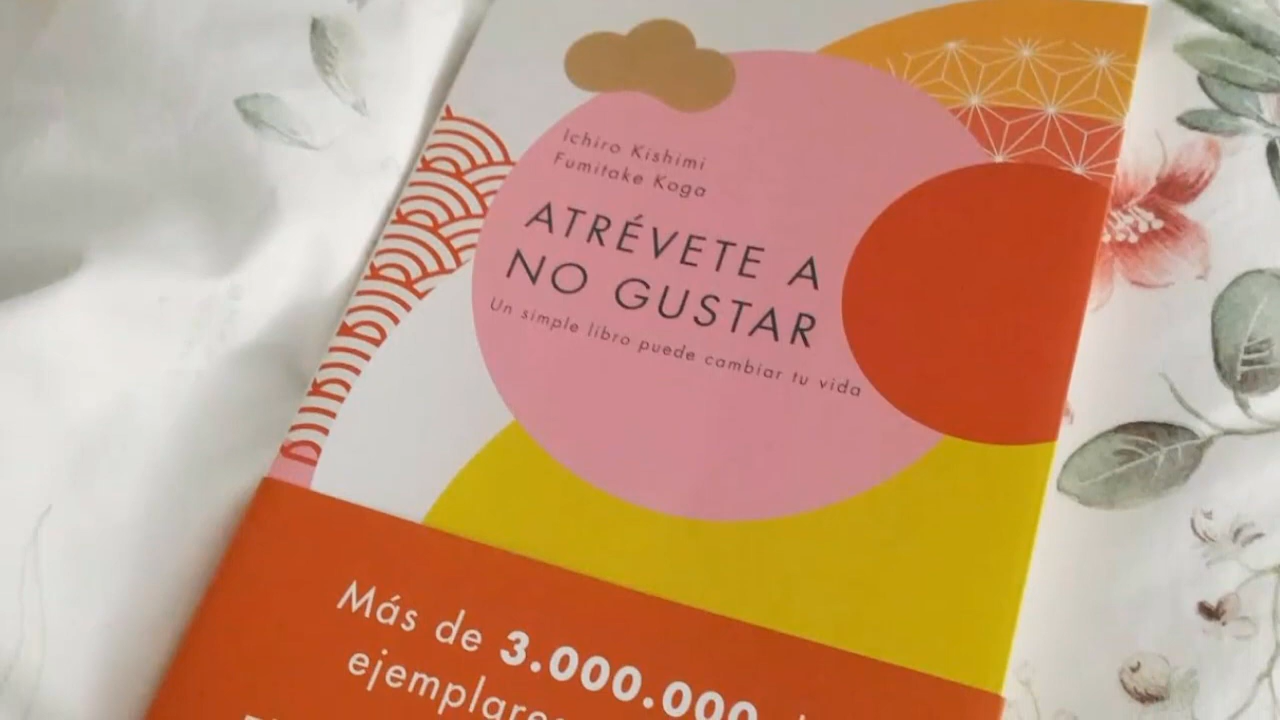 Ichiro Kishimi
Fumitake Koga
ATRÉVETE A
NO GUSTAR
Un simple libro puede cambiar tu vida
Más de 3.000.000
ejemplares